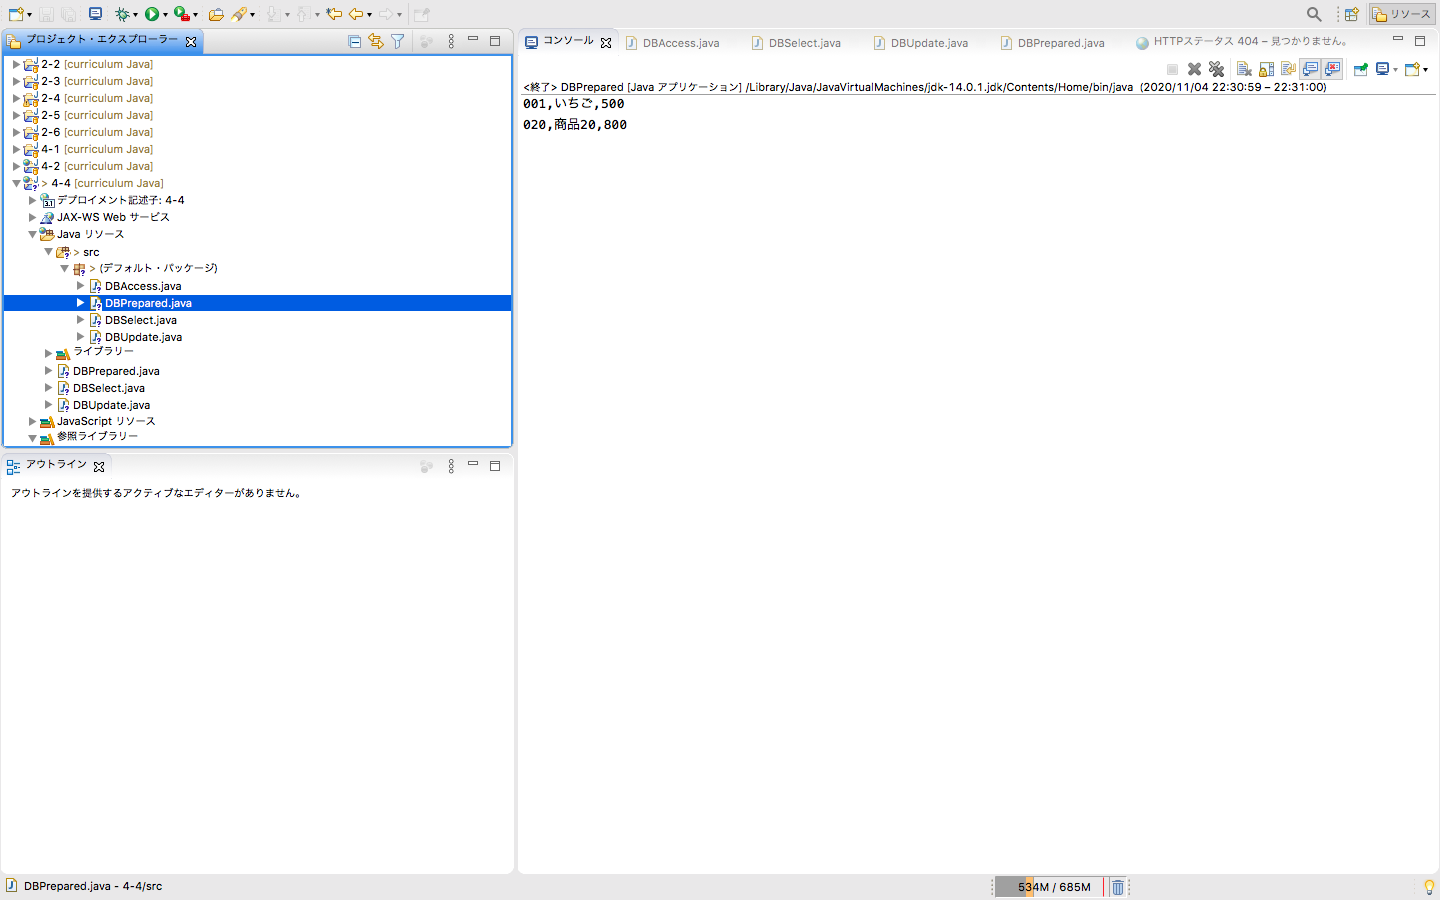 リソース
プロジェクト・エクスプローラー
2-2 [curriculum Java]
2-3 [curriculum Java]
2-4 [curriculum Java]
2-5 [curriculum Java]
2-6 [curriculum Java]
4-1 [curriculum Java]
4-2 [curriculum Java]
> 4-4 [curriculum Java]
デプロイメント記述子: 4-4
JAX-WS Web サービス
Java リソース
> src
> (デフォルト・パッケージ)
DBAccess.java
DBPrepared.java
DBSelect.java
DBUpdate.java
ライブラリー
DBPrepared.java
DBSelect.java
DBUpdate.java
JavaScript リソース
参照ライブラリー
アウトライン
アウトラインを提供するアクティブなエディターがありません。
コンソール DBAccess.java DBSelect.java DBUpdate.java DBPrepared.java HTTPステータス 404 – 見つかりません。
<終了> DBPrepared [Java アプリケーション] /Library/Java/JavaVirtualMachines/jdk-14.0.1.jdk/Contents/Home/bin/java (2020/11/04 22:30:59 – 22:31:00)
001,いちご,500
020,商品20,800
DBPrepared.java - 4-4/src
534M / 685M